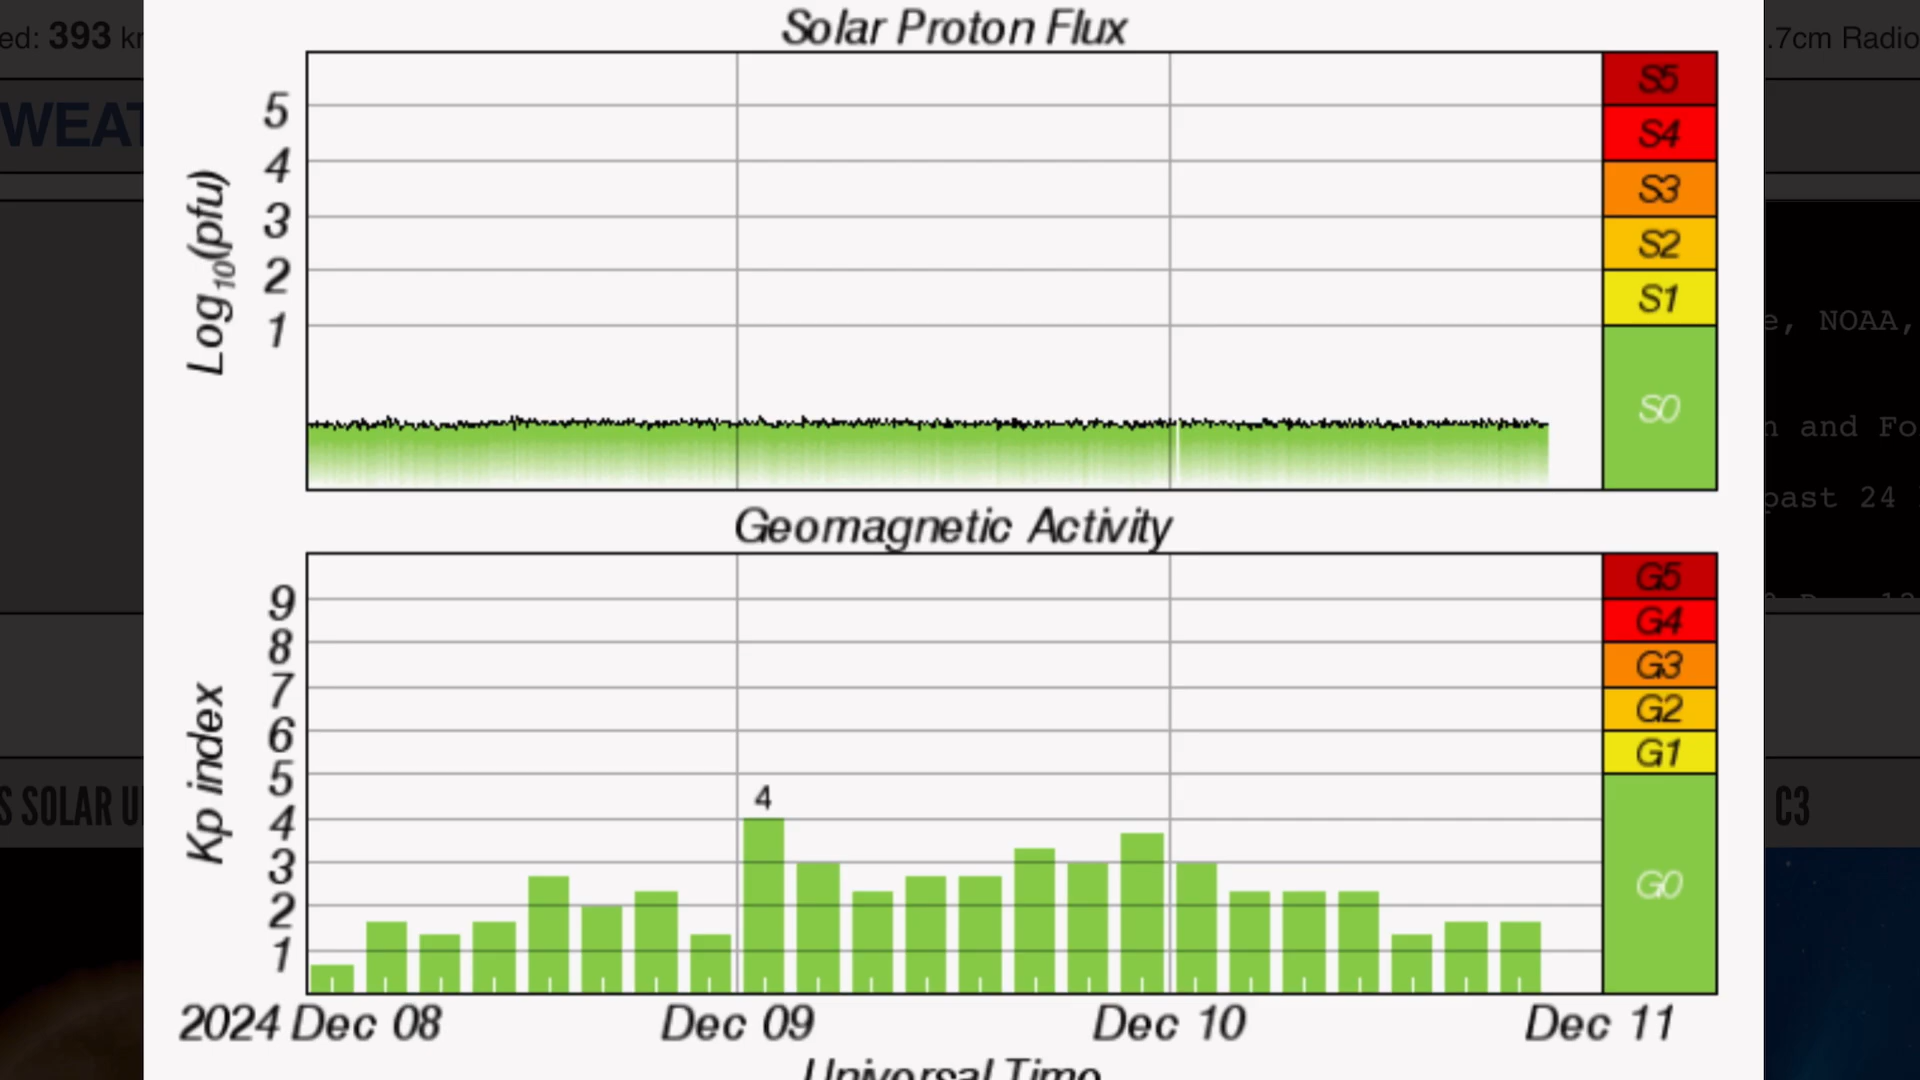 Solar Proton Flux
ed: 393 k
.7cm Radio
WEAT
Log10(pfu)
5
4
3
2
1
S5
S4
S3
S2
S1
S0
e, NOAA,
n and Fo
past 24
Geomagnetic Activity
Kp index
9
8
7
6
5
4
3
2
1
4
G5
G4
G3
G2
G1
G0
S SOLAR U
C3
2024 Dec 08
Dec 09
Dec 10
Dec 11
Universal Time